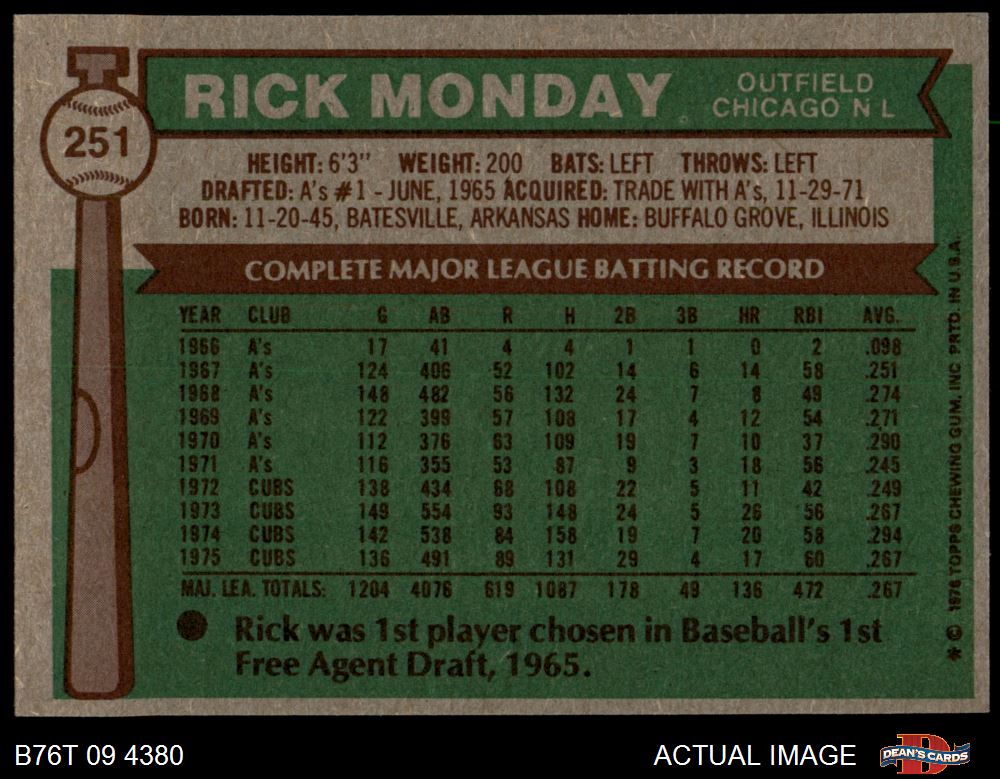 RICK MONDAY
OUTFIELD
CHICAGO N L
251
HEIGHT: 6'3" WEIGHT: 200 BATS: LEFT THROWS: LEFT
DRAFTED: A's #1 - JUNE, 1965 ACQUIRED: TRADE WITH A's, 11-29-71
BORN: 11-20-45, BATESVILLE, ARKANSAS HOME: BUFFALO GROVE, ILLINOIS
COMPLETE MAJOR LEAGUE BATTING RECORD
YEAR CLUB G AB R H 2B 3B HR RBI AVG.
1966 A's 17 41 4 4 1 1 0 2 .098
1967 A's 124 406 52 102 14 6 14 58 .251
1968 A's 148 482 56 132 24 7 8 49 .274
1969 A's 122 399 57 108 17 4 12 54 .271
1970 A's 112 376 63 109 19 7 10 37 .290
1971 A's 116 355 53 87 9 3 18 56 .245
1972 CUBS 138 434 68 108 22 5 11 42 .249
1973 CUBS 149 554 93 148 24 5 26 56 .267
1974 CUBS 142 538 84 158 19 7 20 58 .294
1975 CUBS 136 491 89 131 29 4 17 60 .267
MAJ. LEA. TOTALS: 1204 4076 619 1087 178 49 136 472 .267
Rick was 1st player chosen in Baseball's 1st
Free Agent Draft, 1965.
* © 1976 TOPPS CHEWING GUM, INC PRTD. IN U.S.A.
B76T 09 4380
ACTUAL IMAGE
DEAN'S CARDS